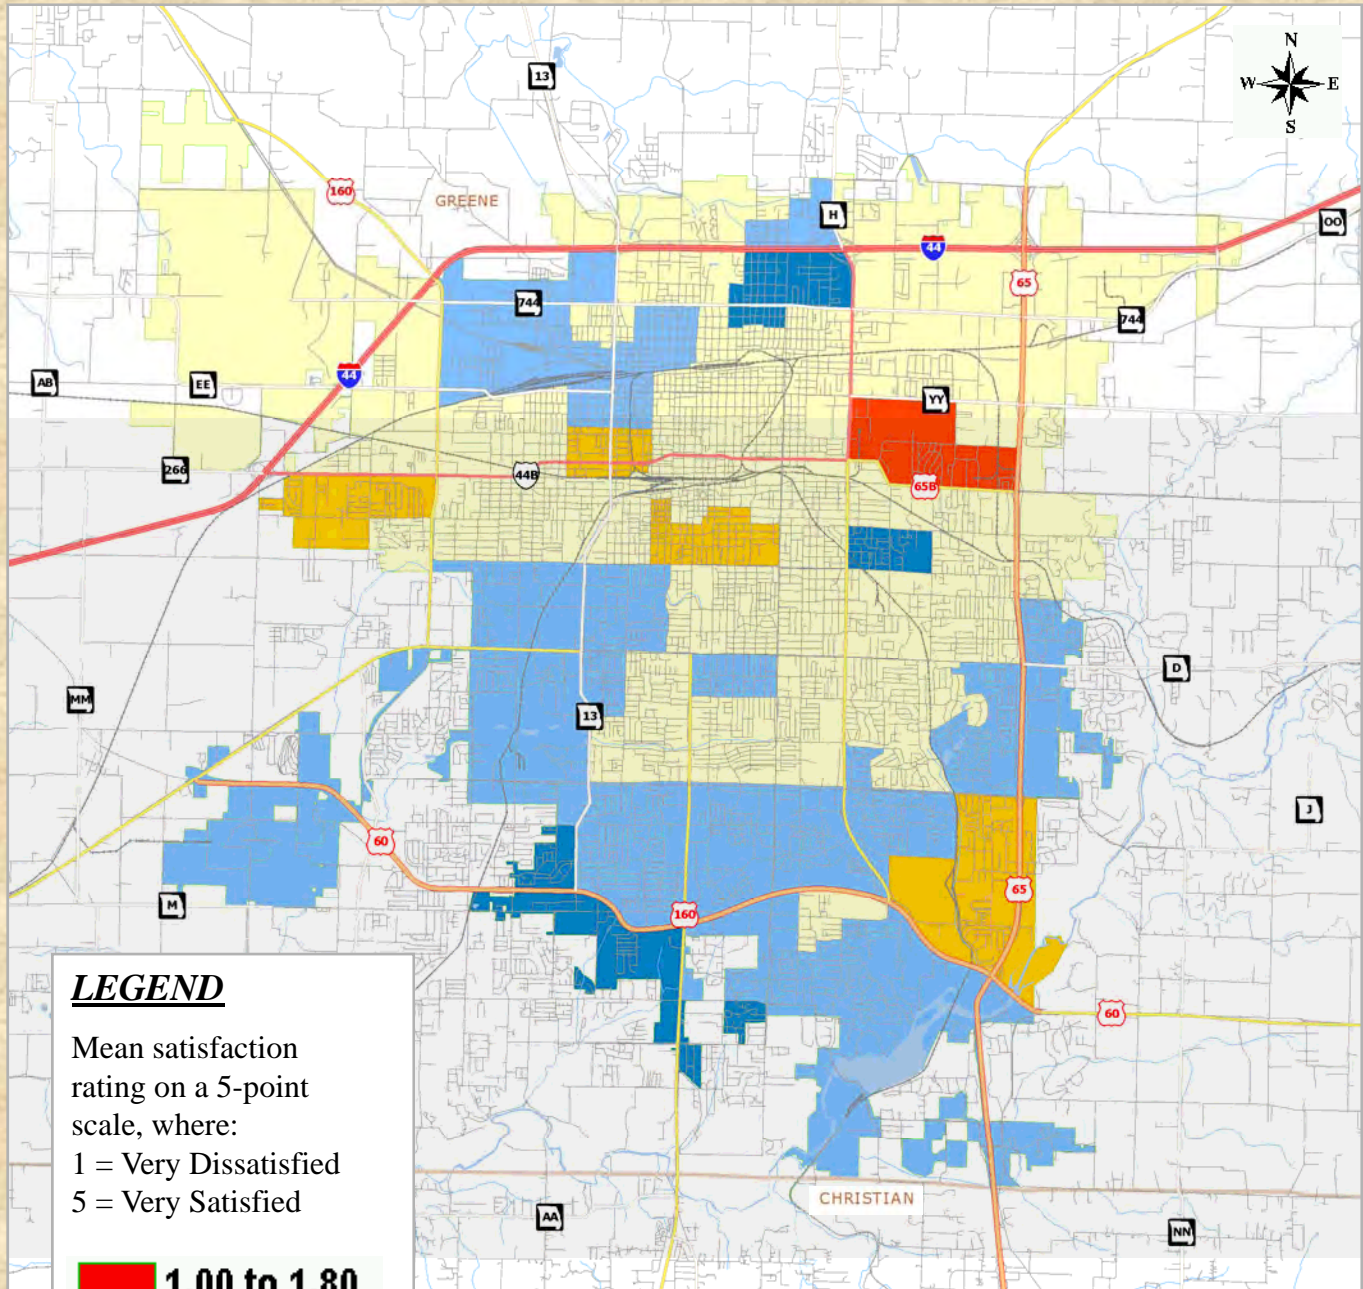 N
W E
S
13
160
GREENE
H
OO
44
65
744
744
AB
EE
44
YY
266
44B
65B
D
MM
13
J
60
65
M
160
LEGEND
60
Mean satisfaction
rating on a 5-point
scale, where:
1 = Very Dissatisfied
5 = Very Satisfied
CHRISTIAN
AA
NN
1.00 to 1.80